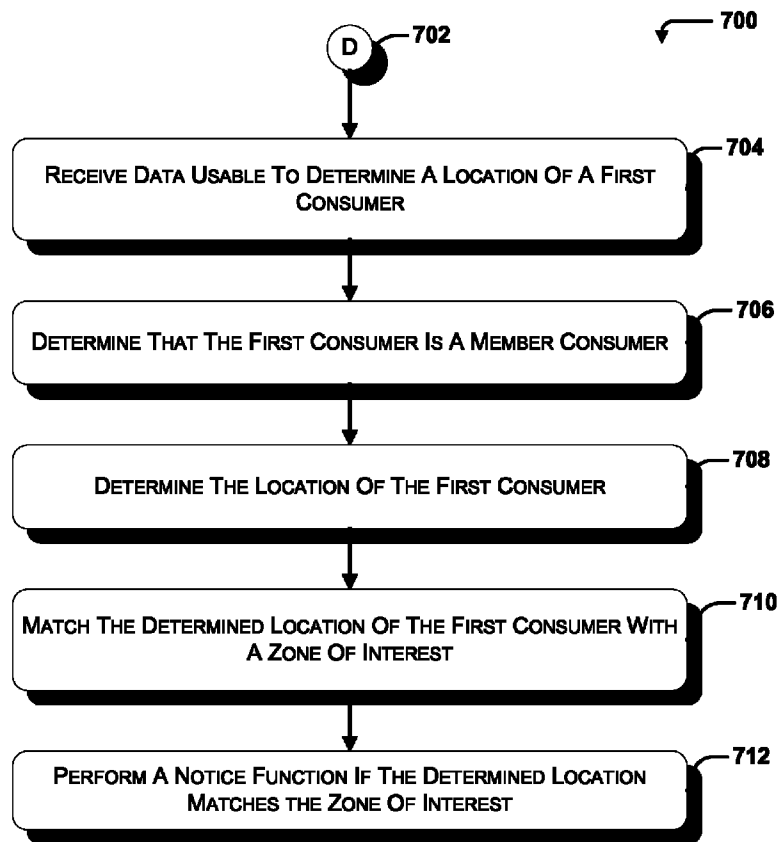 D
702
700
RECEIVE DATA USABLE TO DETERMINE A LOCATION OF A FIRST
CONSUMER
704
DETERMINE THAT THE FIRST CONSUMER IS A MEMBER CONSUMER
706
DETERMINE THE LOCATION OF THE FIRST CONSUMER
708
MATCH THE DETERMINED LOCATION OF THE FIRST CONSUMER WITH
A ZONE OF INTEREST
710
PERFORM A NOTICE FUNCTION IF THE DETERMINED LOCATION
MATCHES THE ZONE OF INTEREST
712